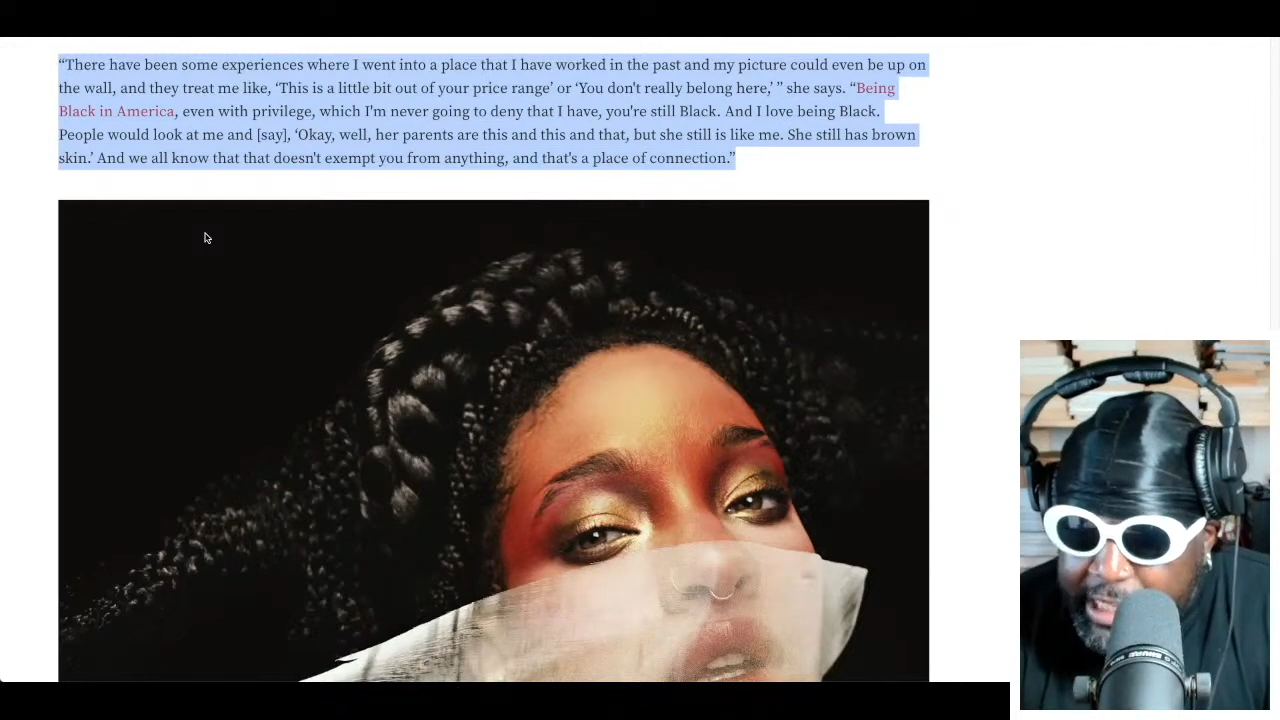 “There have been some experiences where I went into a place that I have worked in the past and my picture could even be up on
the wall, and they treat me like, ‘This is a little bit out of your price range’ or ‘You don't really belong here,’ ” she says. “Being
Black in America, even with privilege, which I'm never going to deny that I have, you're still Black. And I love being Black.
People would look at me and [say], ‘Okay, well, her parents are this and this and that, but she still is like me. She still has brown
skin.’ And we all know that that doesn't exempt you from anything, and that's a place of connection.”